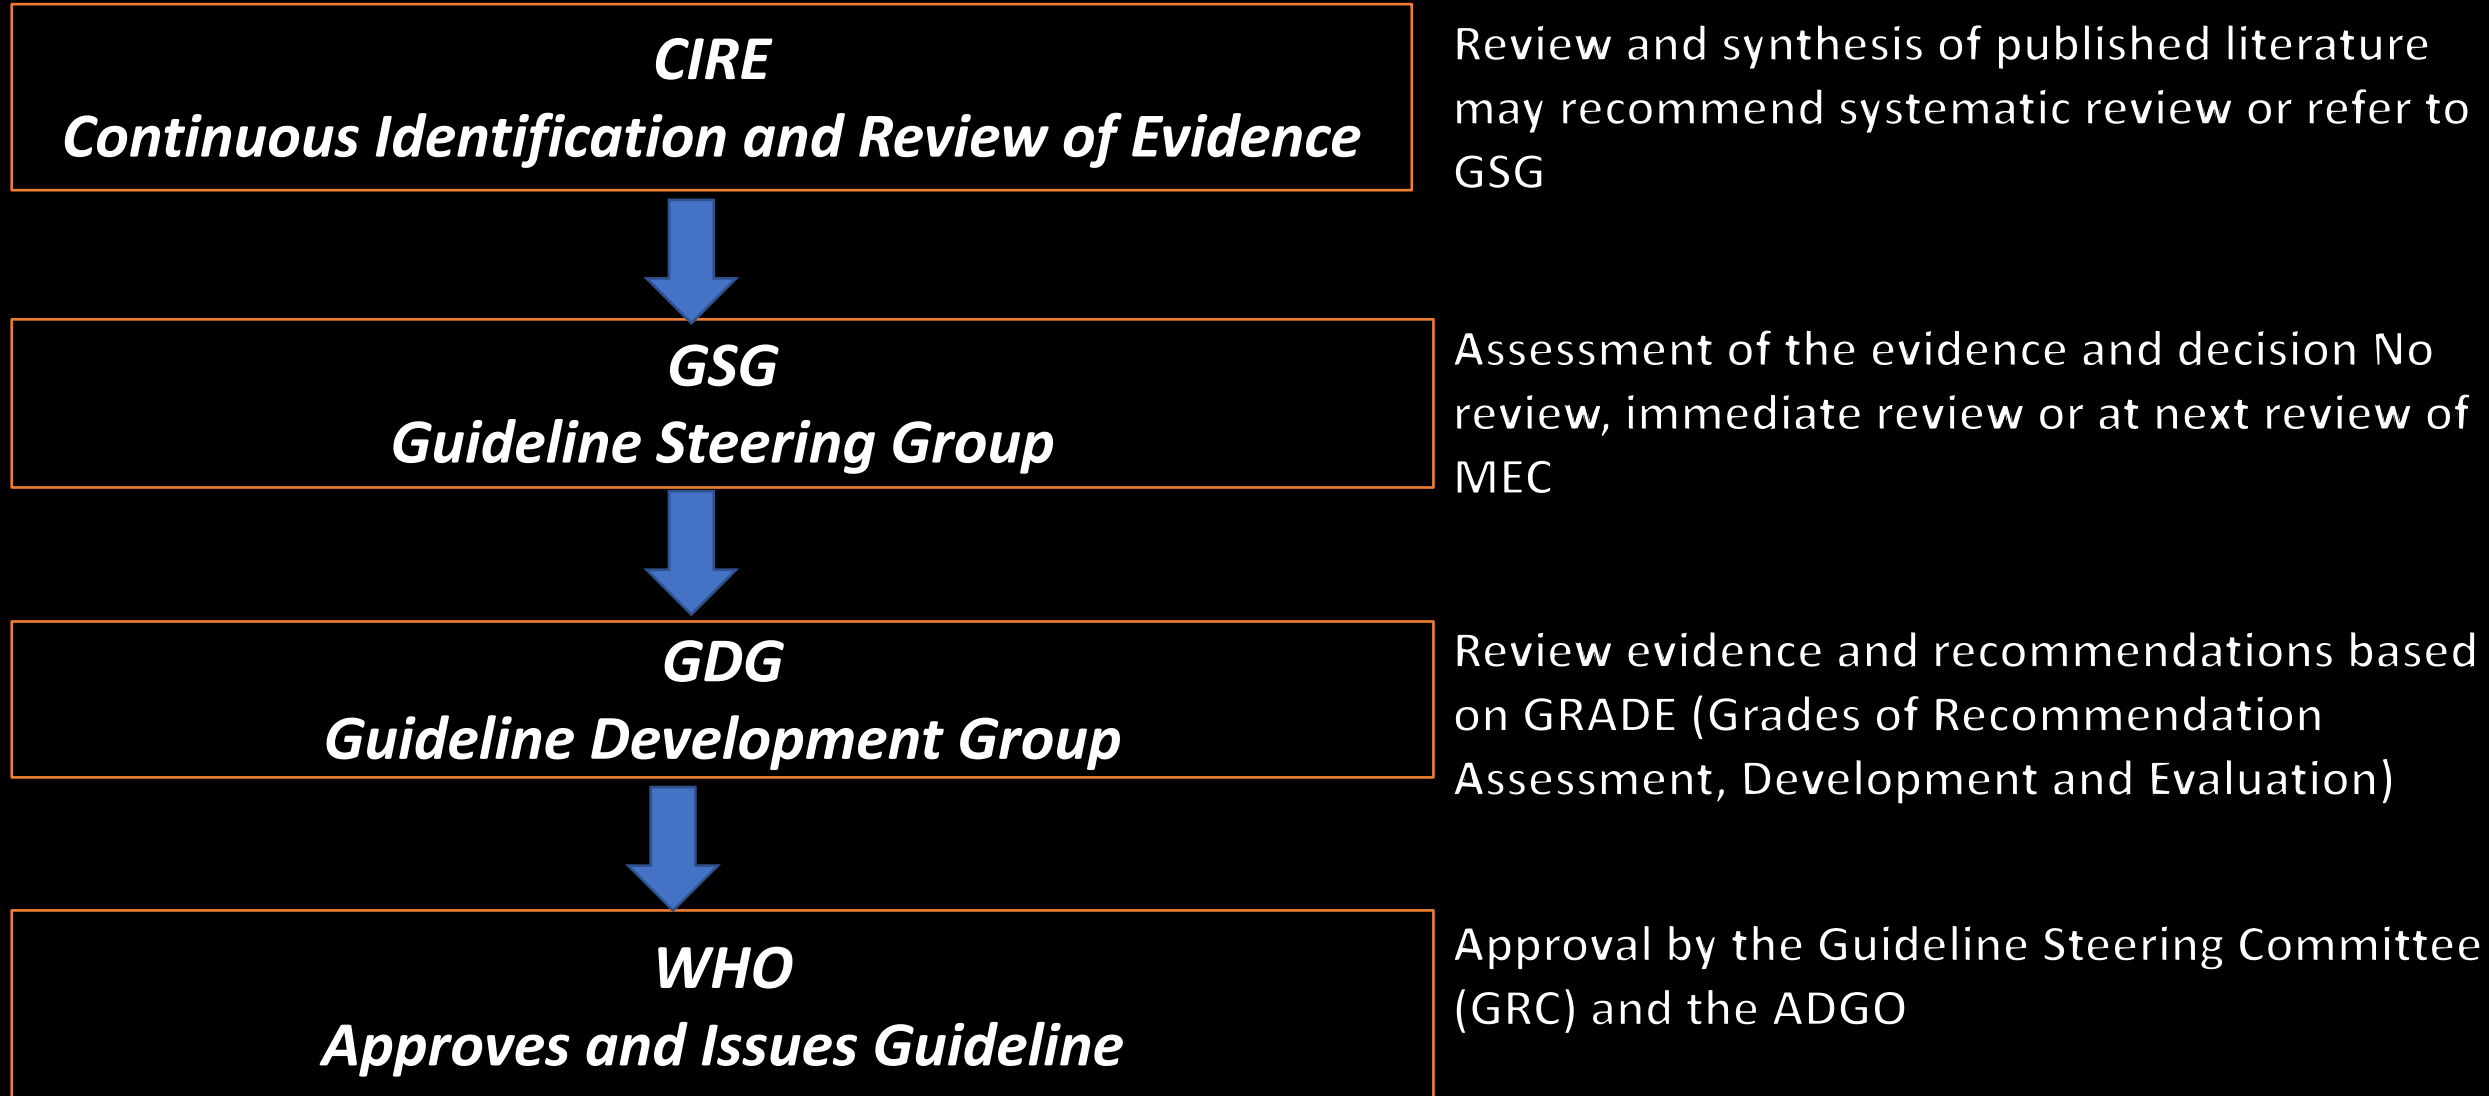 CIRE
Continuous Identification and Review of Evidence
Review and synthesis of published literature
may recommend systematic review or refer to
GSG
GSG
Guideline Steering Group
Assessment of the evidence and decision No
review, immediate review or at next review of
MEC
GDG
Guideline Development Group
Review evidence and recommendations based
on GRADE (Grades of Recommendation
Assessment, Development and Evaluation)
WHO
Approves and Issues Guideline
Approval by the Guideline Steering Committee
(GRC) and the ADGO